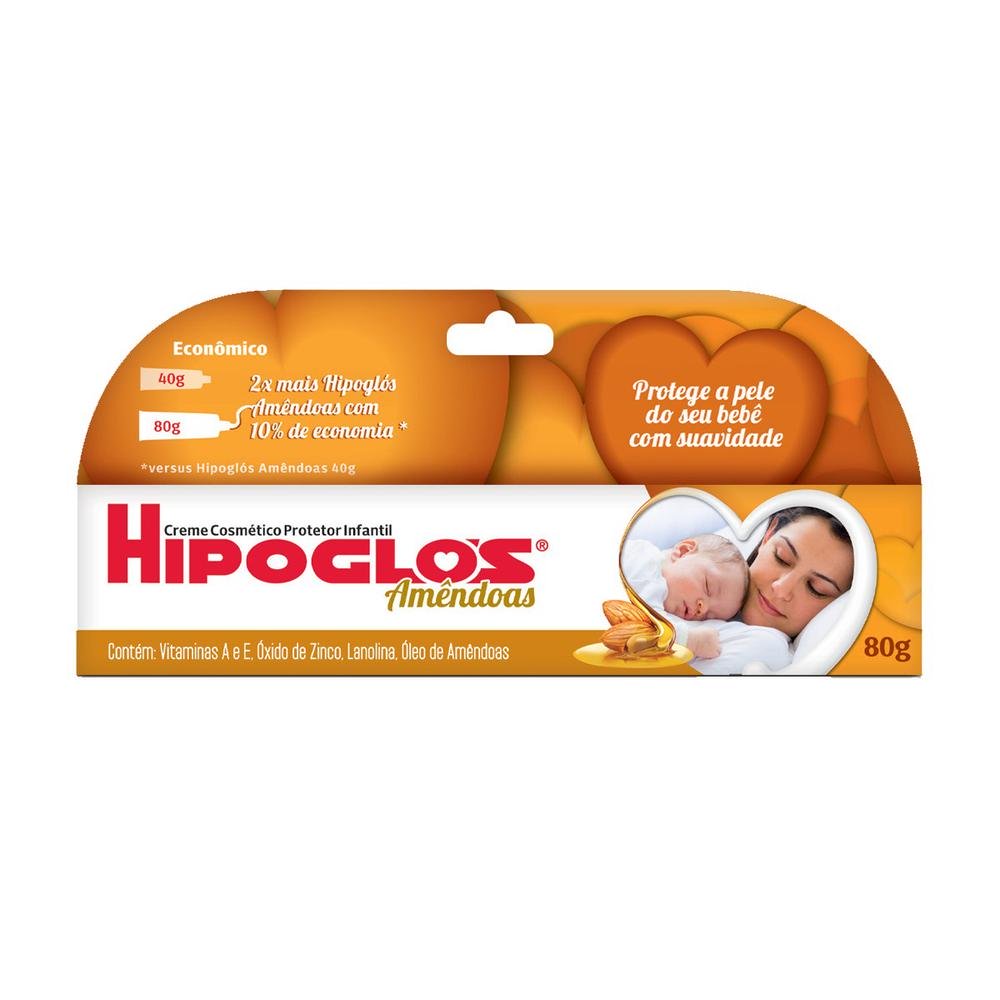 Econômico
40g
80g
2x mais Hipoglós
Amêndoas com
10% de economia *
*versus Hipoglós Amêndoas 40g
Protege a pele
do seu bebê
com suavidade
Creme Cosmético Protetor Infantil
HIPOGLÓS®
Amêndoas
Contém: Vitaminas A e E, Óxido de Zinco, Lanolina, Óleo de Amêndoas
80g